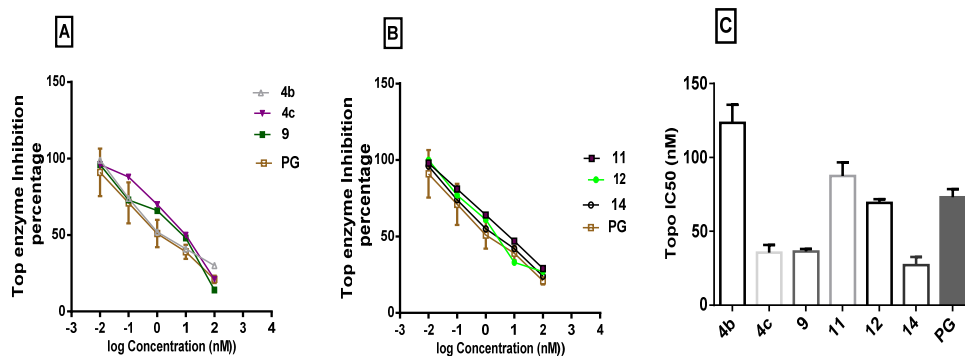 A
Top enzyme Inhibition
percentage
150
100
50
0
-3 -2 -1 0 1 2 3 4
log Concentration (nM))
4b
4c
9
PG
B
Top enzyme Inhibition
percentage
150
100
50
0
-3 -2 -1 0 1 2 3 4
log Concentration (nM))
11
12
14
PG
C
Topo IC50 (nM)
150
100
50
0
4b 4c 9 11 12 14 PG